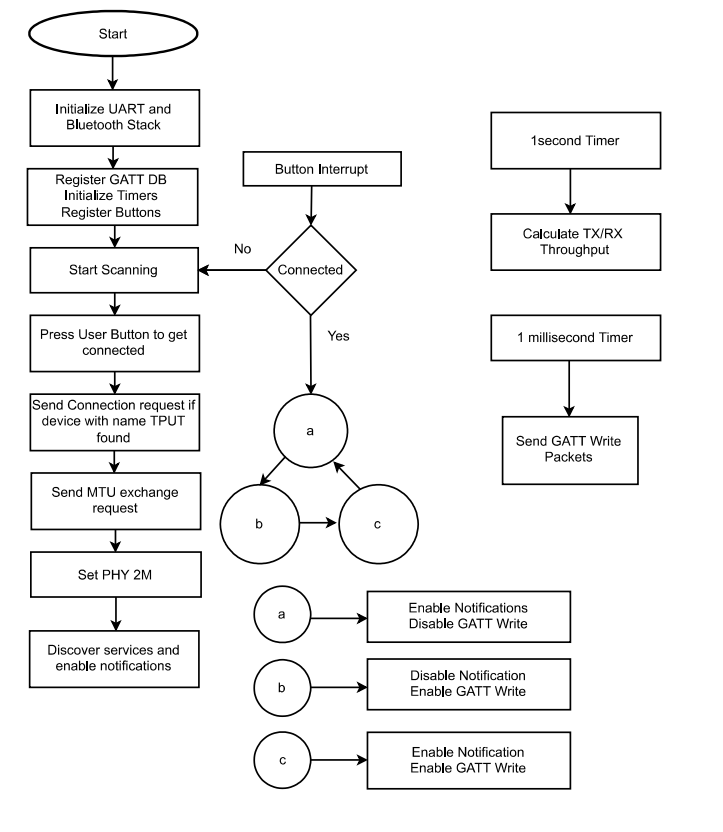 Start
Initialize UART and
Bluetooth Stack
Register GATT DB
Initialize Timers
Register Buttons
Start Scanning
Press User Button to get
connected
Send Connection request if
device with name TPUT
found
Send MTU exchange
request
Set PHY 2M
Discover services and
enable notifications
Button Interrupt
Connected
No
Yes
a
b
c
a
Enable Notifications
Disable GATT Write
b
Disable Notification
Enable GATT Write
c
Enable Notification
Enable GATT Write
1second Timer
Calculate TX/RX
Throughput
1 millisecond Timer
Send GATT Write
Packets